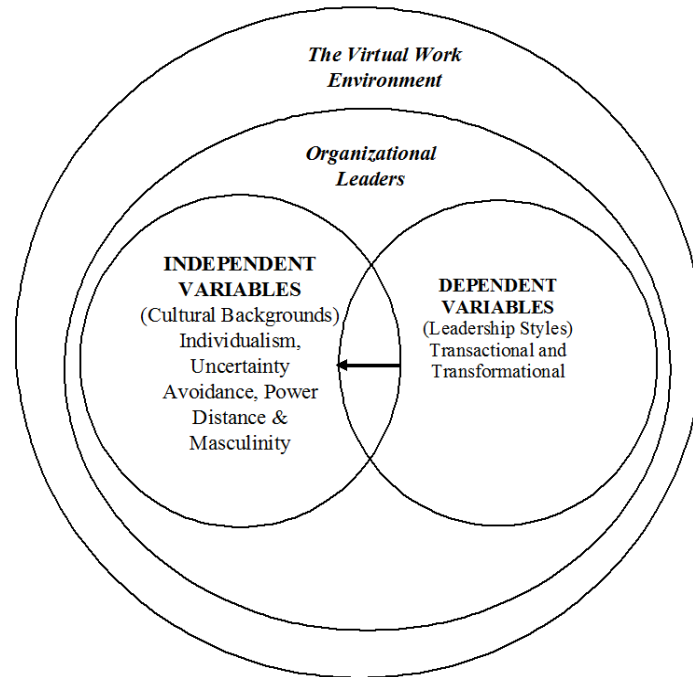 The Virtual Work
Environment
Organizational
Leaders
INDEPENDENT
VARIABLES
(Cultural Backgrounds)
Individualism,
Uncertainty
Avoidance, Power
Distance &
Masculinity
DEPENDENT
VARIABLES
(Leadership Styles)
Transactional and
Transformational